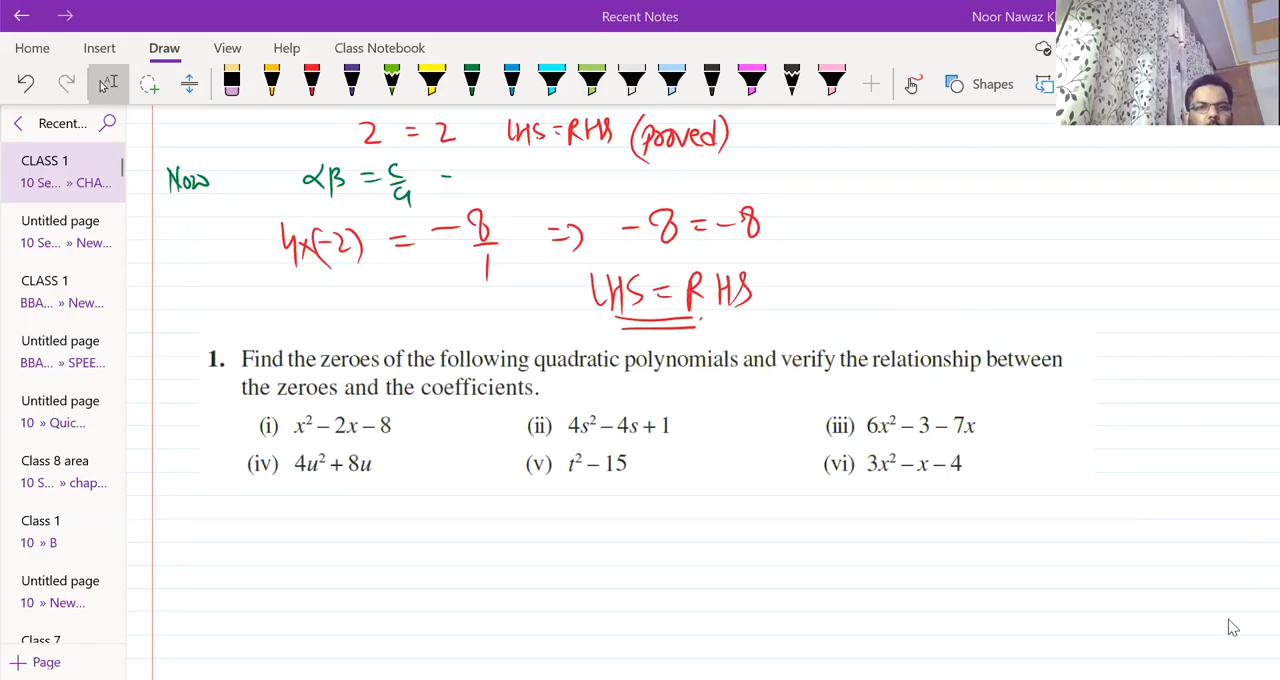 Recent Notes
Noor Nawaz K
Home Insert Draw View Help Class Notebook
Shapes
Recent...
CLASS 1
10 Se... » CHA...
Untitled page
10 Se... » New...
CLASS 1
BBA... » New...
Untitled page
BBA... » SPEE...
Untitled page
10 » Quic...
Class 8 area
10 S... » chap...
Class 1
10 » B
Untitled page
10 » New...
Class 7
+ Page
2 = 2 LHS = RHS (proved)
Now αβ = c/a =
4×(-2) = -8/1 => -8 = -8
LHS = RHS
1. Find the zeroes of the following quadratic polynomials and verify the relationship between
the zeroes and the coefficients.
(i) x² – 2x – 8 (ii) 4s² – 4s + 1 (iii) 6x² – 3 – 7x
(iv) 4u² + 8u (v) t² – 15 (vi) 3x² – x – 4